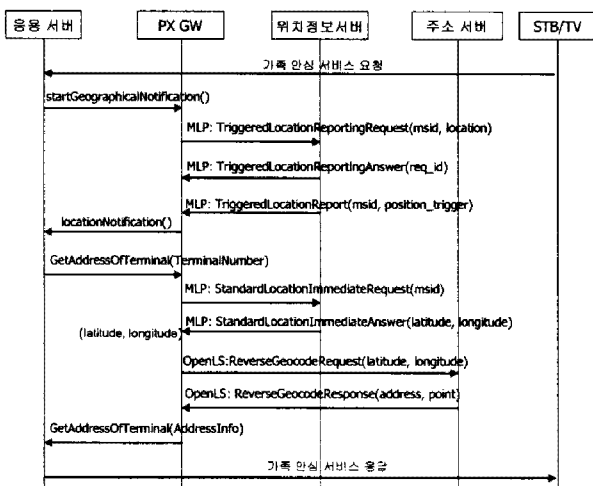 응용 서버
PX GW
위치정보서버
주소 서버
STB/TV
가족 안심 서비스 요청
startGeographicalNotification()
MLP: TriggeredLocationReportingRequest(msid, location)
MLP: TriggeredLocationReportingAnswer(req_id)
MLP: TriggeredLocationReport(msid, position_trigger)
locationNotification()
GetAddressOfTerminal(TerminalNumber)
MLP: StandardLocationImmediateRequest(msid)
MLP: StandardLocationImmediateAnswer(latitude, longitude)
(latitude, longitude)
OpenLS:ReverseGeocodeRequest(latitude, longitude)
OpenLS: ReverseGeocodeResponse(address, point)
GetAddressOfTerminal(AddressInfo)
가족 안심 서비스 응답